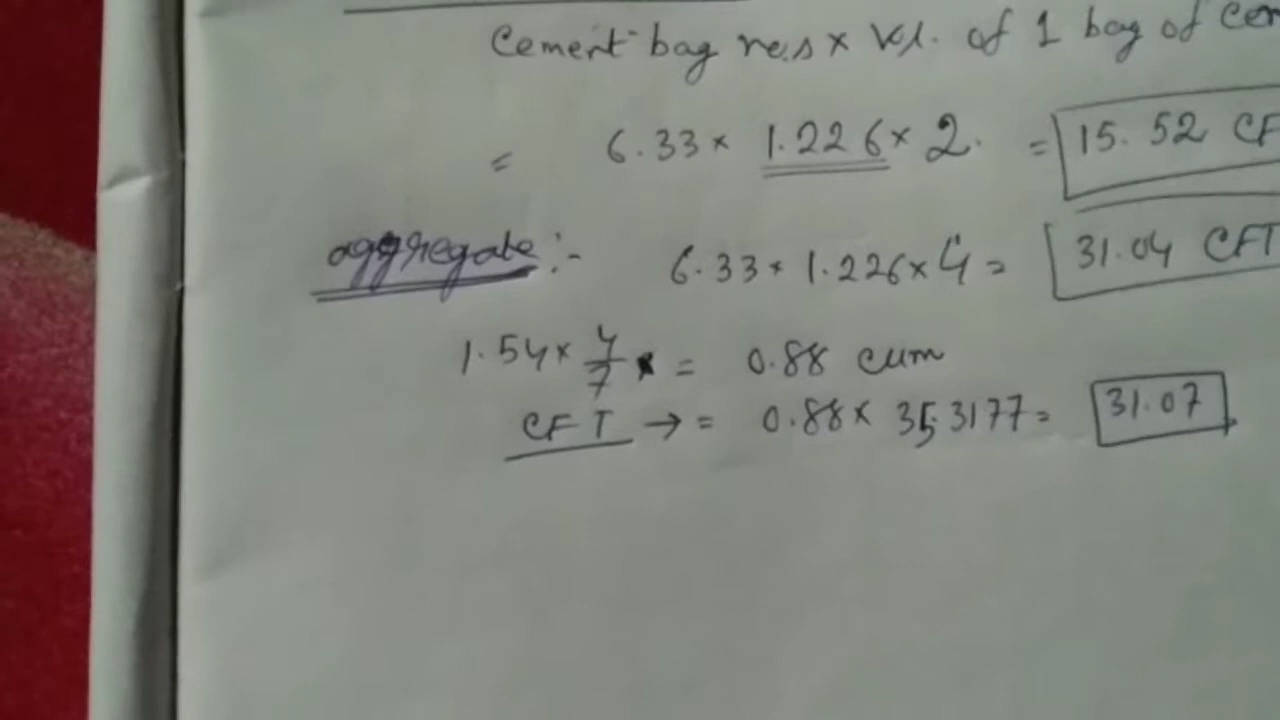 Cement bag res x Vol. of 1 bag of Cem
= 6.33 x 1.226 x 2. = 15.52 CF
aggregate :- 6.33 x 1.226 x 4 = 31.04 CFT
1.54 x 4/7 = 0.88 cum
CFT → = 0.88 x 35.3177 = 31.07